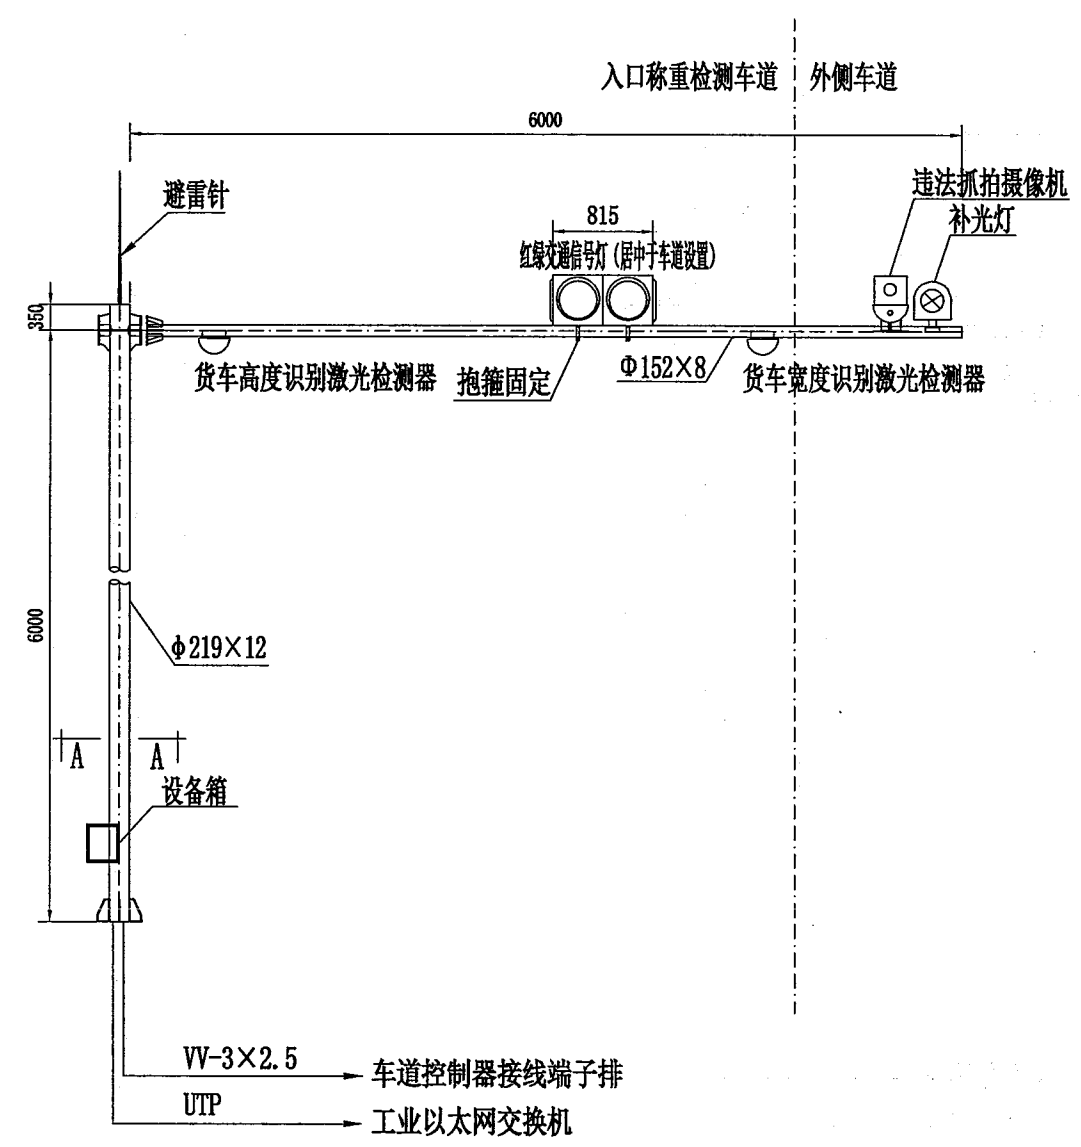 入口称重检测车道
外侧车道
6000
避雷针
违法抓拍摄像机
补光灯
815
红绿交通信号灯(居中于车道设置)
350
货车高度识别激光检测器
抱箍固定
Φ152×8
货车宽度识别激光检测器
6000
ф219×12
A
A
设备箱
VV-3×2.5
车道控制器接线端子排
UTP
工业以太网交换机